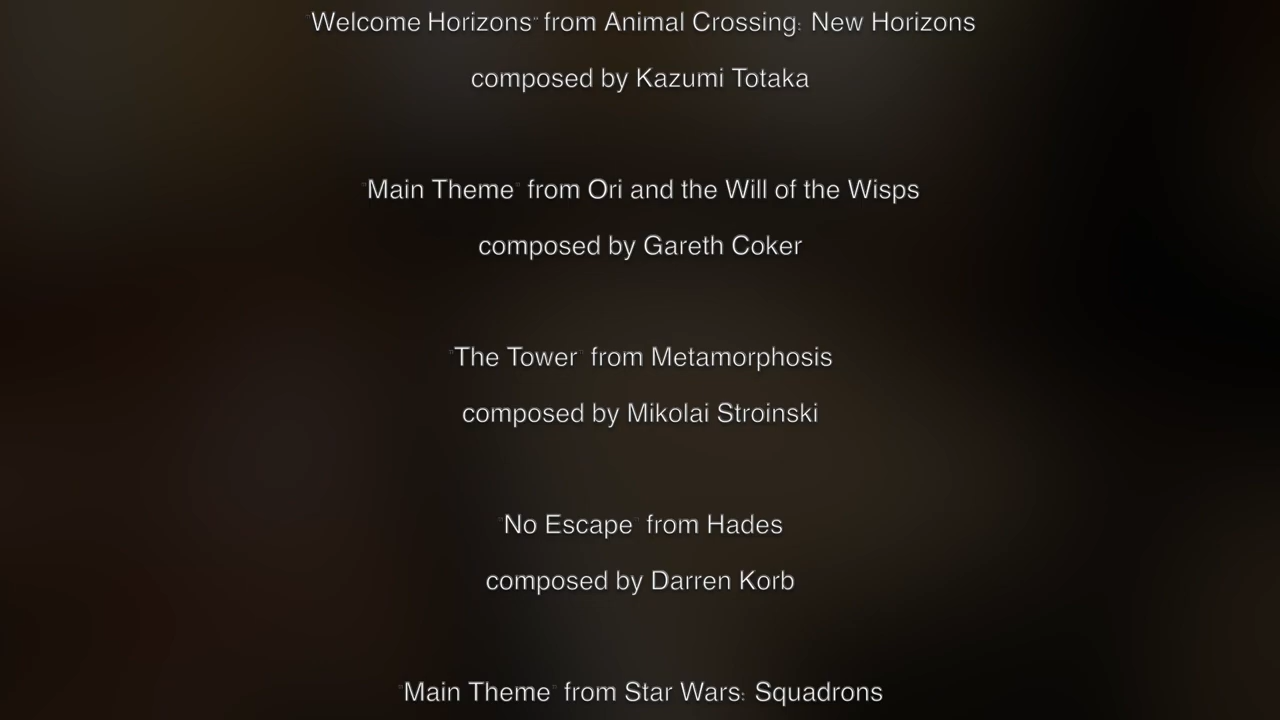 "Welcome Horizons" from Animal Crossing: New Horizons
composed by Kazumi Totaka
"Main Theme" from Ori and the Will of the Wisps
composed by Gareth Coker
"The Tower" from Metamorphosis
composed by Mikolai Stroinski
"No Escape" from Hades
composed by Darren Korb
"Main Theme" from Star Wars: Squadrons